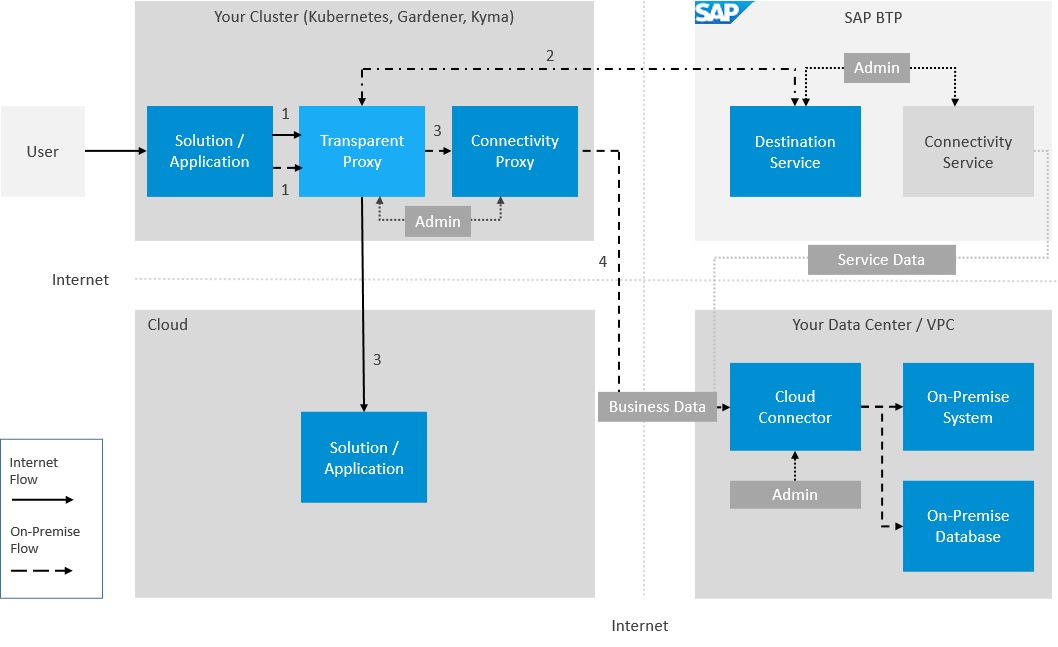 Your Cluster (Kubernetes, Gardener, Kyma)
SAP
SAP BTP
2
Admin
User
Solution /
Application
1
1
Transparent
Proxy
3
Connectivity
Proxy
Destination
Service
Connectivity
Service
Admin
Service Data
4
Internet
Cloud
Your Data Center / VPC
3
Business Data
Cloud
Connector
On-Premise
System
Solution /
Application
Admin
On-Premise
Database
Internet
Flow
On-Premise
Flow
Internet